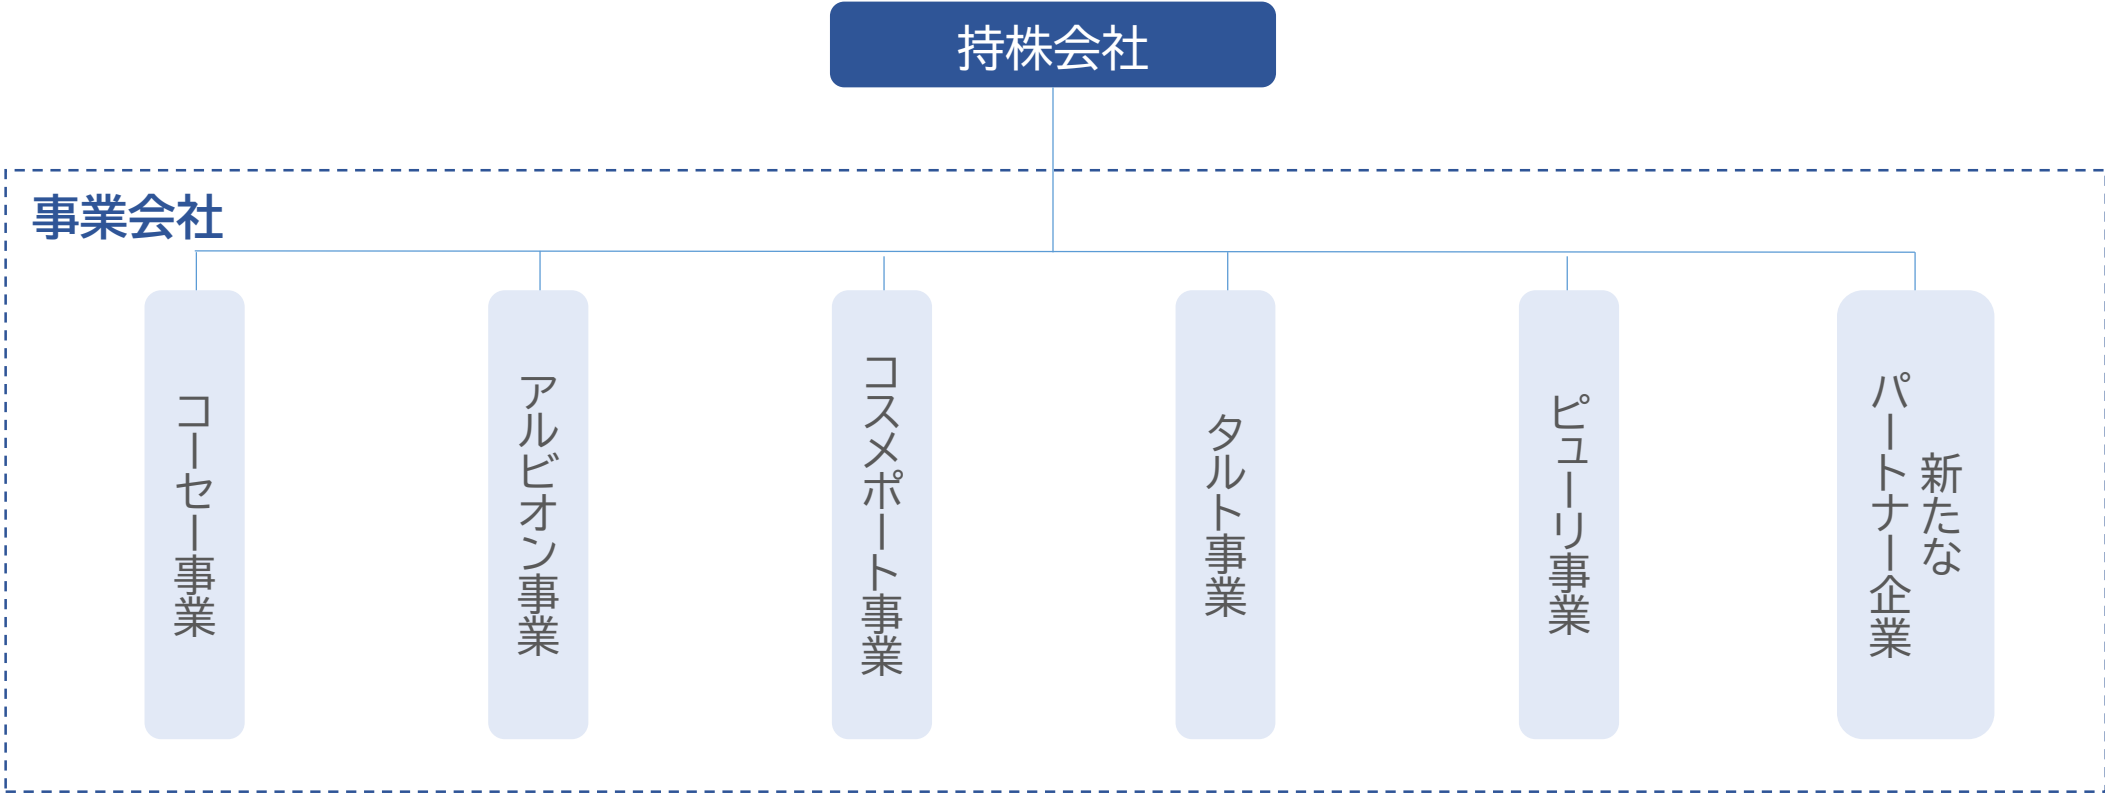 持株会社
事業会社
コーセー事業
アルビオン事業
コスメポート事業
タルト事業
ピューリ事業
新たな
パートナー企業